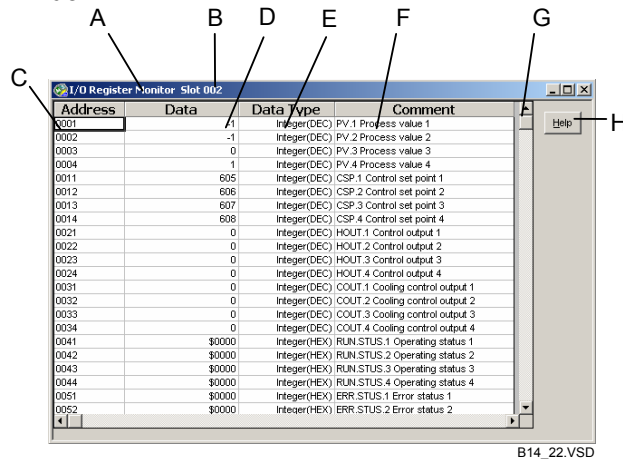 A B D E F G
C
I/O Register Monitor Slot 002
Address Data Data Type Comment
0001 -1 Integer(DEC) PV.1 Process value 1
Help H
0002 -1 Integer(DEC) PV.2 Process value 2
0003 0 Integer(DEC) PV.3 Process value 3
0004 1 Integer(DEC) PV.4 Process value 4
0011 605 Integer(DEC) CSP.1 Control set point 1
0012 606 Integer(DEC) CSP.2 Control set point 2
0013 607 Integer(DEC) CSP.3 Control set point 3
0014 608 Integer(DEC) CSP.4 Control set point 4
0021 0 Integer(DEC) HOUT.1 Control output 1
0022 0 Integer(DEC) HOUT.2 Control output 2
0023 0 Integer(DEC) HOUT.3 Control output 3
0024 0 Integer(DEC) HOUT.4 Control output 4
0031 0 Integer(DEC) COUT.1 Cooling control output 1
0032 0 Integer(DEC) COUT.2 Cooling control output 2
0033 0 Integer(DEC) COUT.3 Cooling control output 3
0034 0 Integer(DEC) COUT.4 Cooling control output 4
0041 $0000 Integer(HEX) RUN.STUS.1 Operating status 1
0042 $0000 Integer(HEX) RUN.STUS.2 Operating status 2
0043 $0000 Integer(HEX) RUN.STUS.3 Operating status 3
0044 $0000 Integer(HEX) RUN.STUS.4 Operating status 4
0051 $0000 Integer(HEX) ERR.STUS.1 Error status 1
0052 $0000 Integer(HEX) ERR.STUS.2 Error status 2
B14_22.VSD